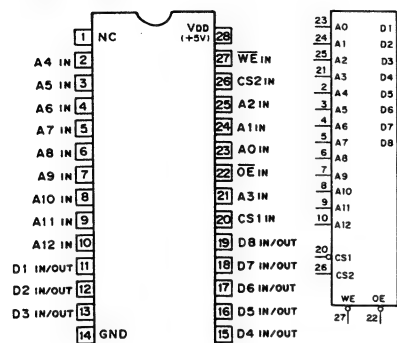 1 NC
VDD (+5V) 28
A4 IN 2
27 WE IN
A5 IN 3
26 CS2 IN
A6 IN 4
25 A2 IN
A7 IN 5
24 A1 IN
A8 IN 6
23 A0 IN
A9 IN 7
22 OE IN
A10 IN 8
21 A3 IN
A11 IN 9
20 CS1 IN
A12 IN 10
19 D8 IN/OUT
D1 IN/OUT 11
18 D7 IN/OUT
D2 IN/OUT 12
17 D6 IN/OUT
D3 IN/OUT 13
16 D5 IN/OUT
14 GND
15 D4 IN/OUT
23 A0 D1
24 A1 D2
25 A2 D3
21 A3 D4
2 A4 D5
3 A5 D6
4 A6 D7
5 A7 D8
6 A8
7 A9
8 A10
9 A11
10 A12
20 CS1
26 CS2
WE OE
27 22